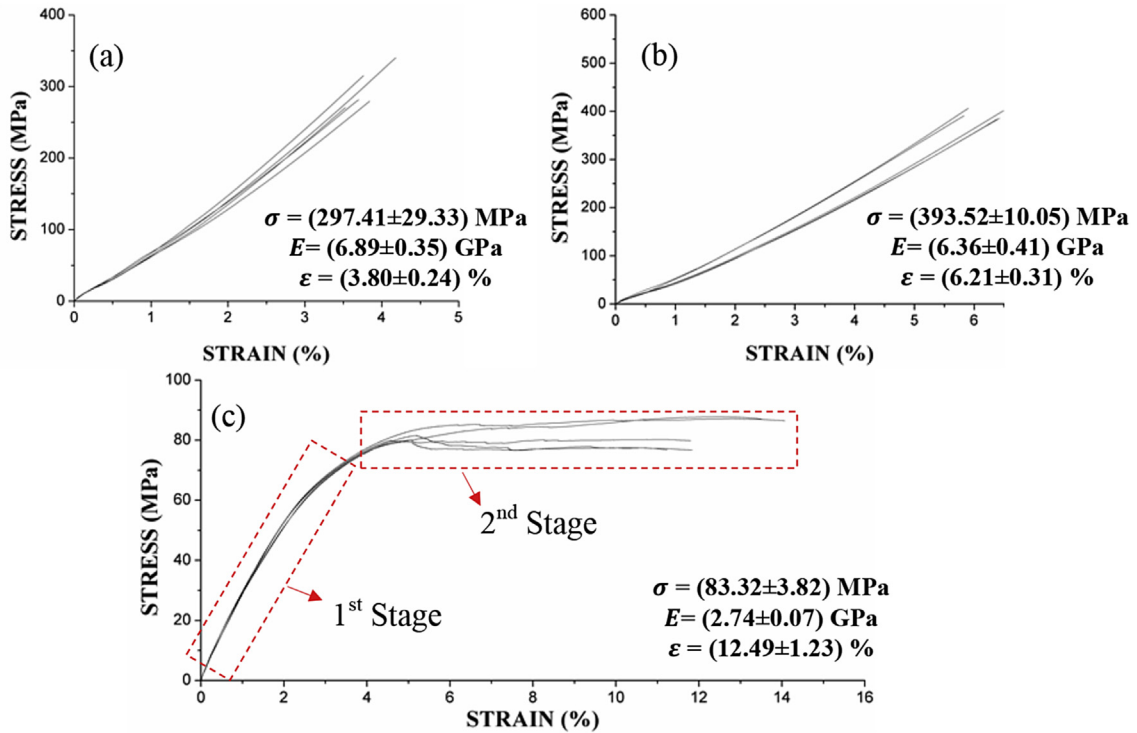 (a)
STRESS (MPa)
400
300
200
100
0
0 1 2 3 4 5
STRAIN (%)
σ = (297.41±29.33) MPa
E= (6.89±0.35) GPa
ε = (3.80±0.24) %
(b)
STRESS (MPa)
600
500
400
300
200
100
0
0 1 2 3 4 5 6
STRAIN (%)
σ = (393.52±10.05) MPa
E= (6.36±0.41) GPa
ε = (6.21±0.31) %
(c)
STRESS (MPa)
100
80
60
40
20
0
0 2 4 6 8 10 12 14 16
STRAIN (%)
1st Stage
2nd Stage
σ = (83.32±3.82) MPa
E= (2.74±0.07) GPa
ε = (12.49±1.23) %